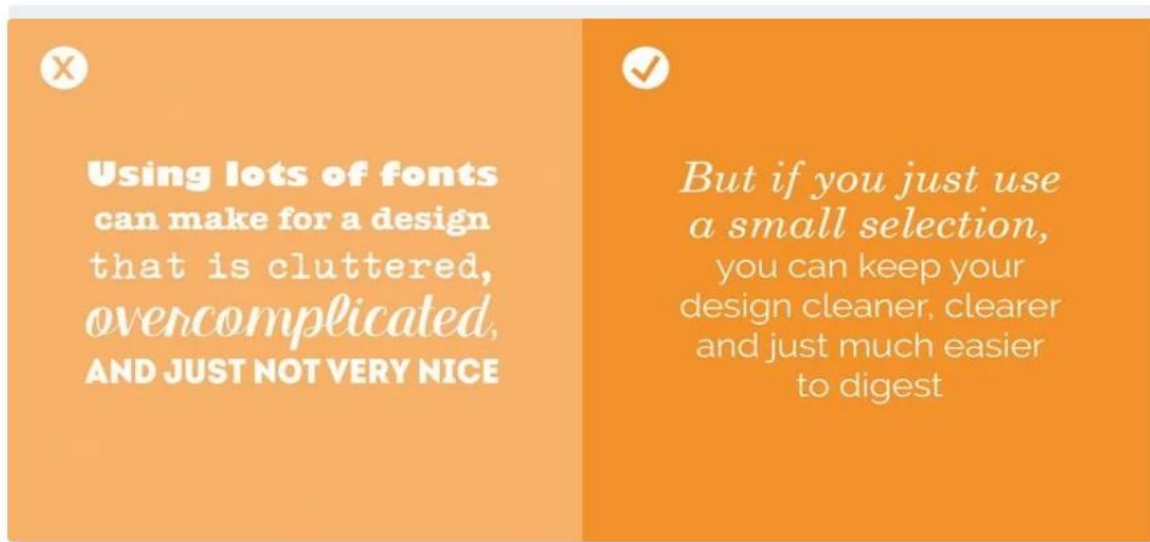 X
Using lots of fonts
can make for a design
that is cluttered,
overcomplicated,
AND JUST NOT VERY NICE
But if you just use
a small selection,
you can keep your
design cleaner, clearer
and just much easier
to digest